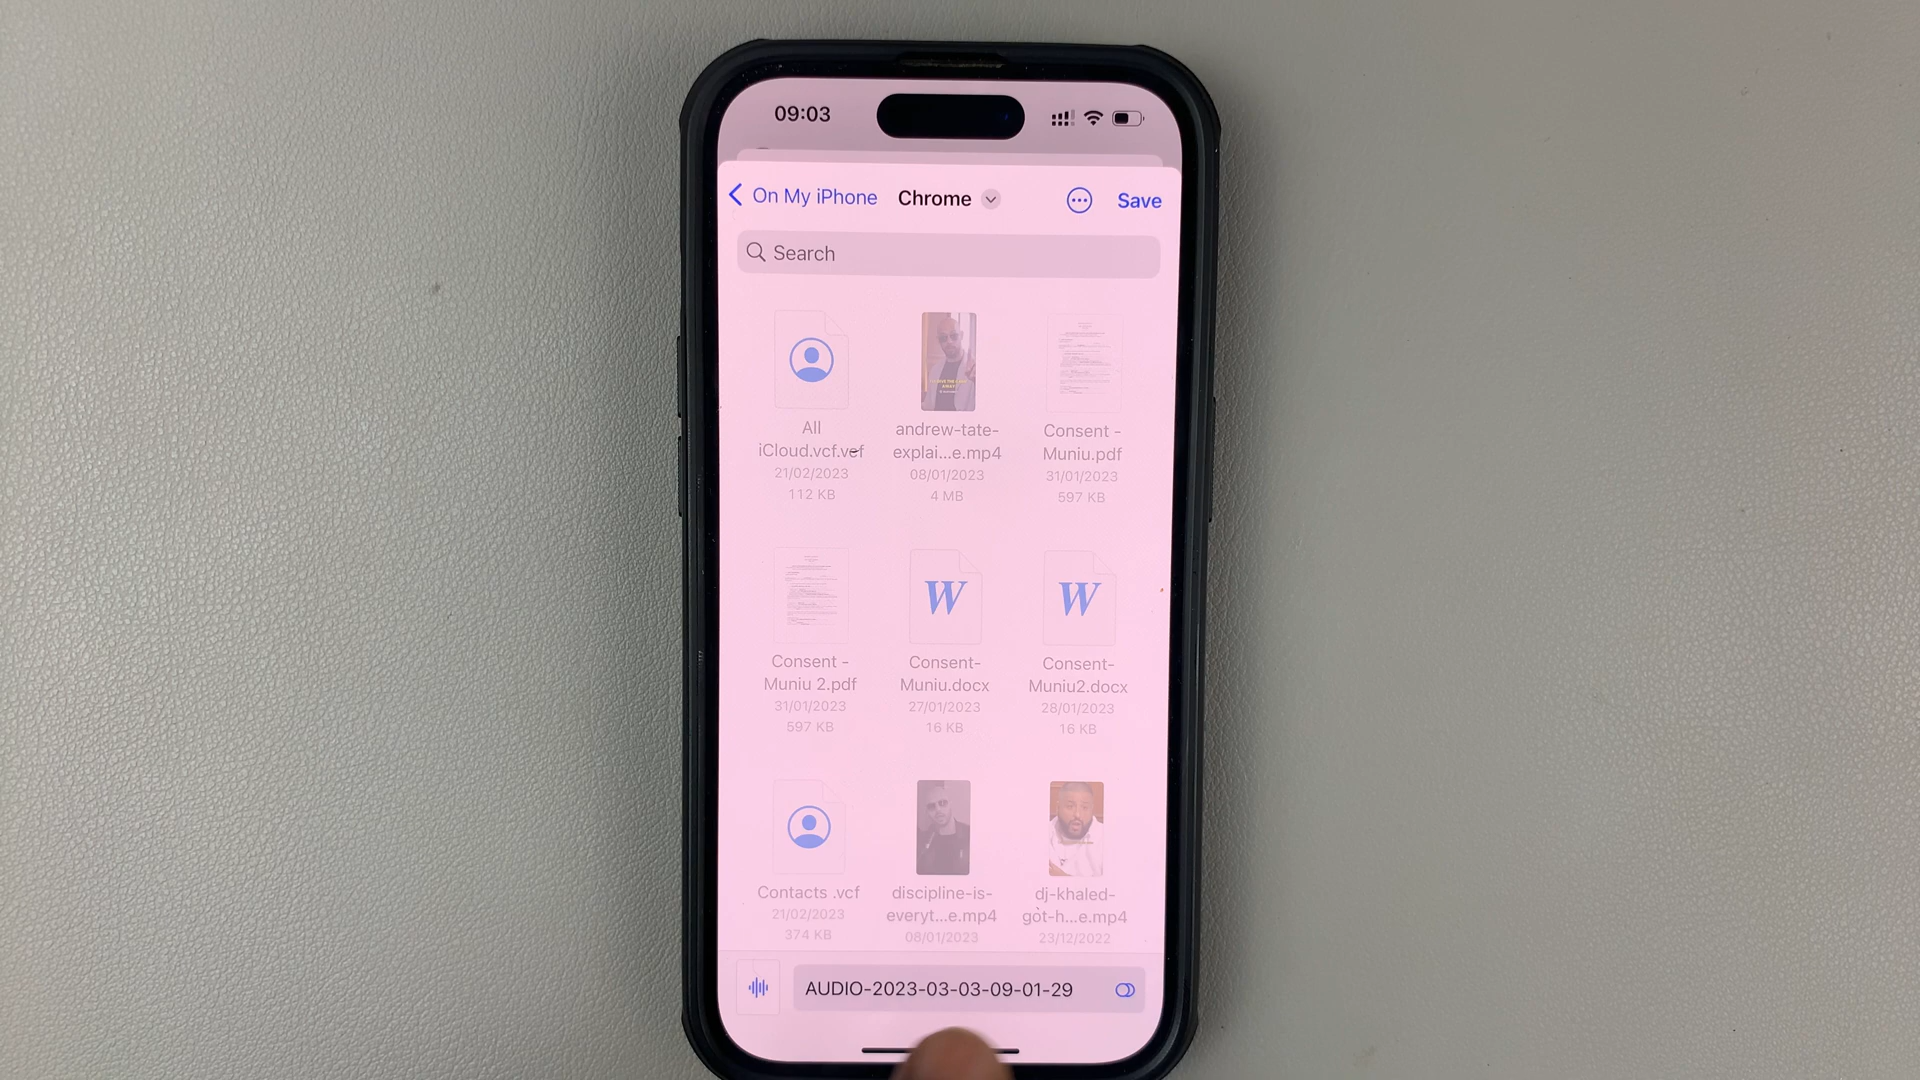 09:03
On My iPhone Chrome Save
Search
All
iCloud.vcf.vcf
21/02/2023
112 KB
andrew-tate-
explai...e.mp4
08/01/2023
4 MB
Consent -
Muniu.pdf
31/01/2023
597 KB
Consent -
Muniu 2.pdf
31/01/2023
597 KB
W
Consent-
Muniu.docx
27/01/2023
16 KB
W
Consent-
Muniu2.docx
28/01/2023
16 KB
Contacts .vcf
21/02/2023
374 KB
discipline-is-
everyt...e.mp4
08/01/2023
dj-khaled-
got-h...e.mp4
23/12/2022
AUDIO-2023-03-03-09-01-29